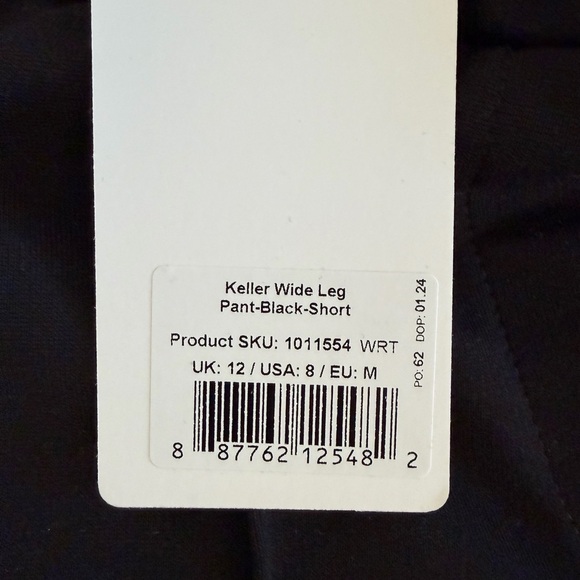 Keller Wide Leg
Pant-Black-Short
Product SKU: 1011554 WRT
UK: 12 / USA: 8 / EU: M
8 87762 12548 2
PO: 62 DOP: 01.24